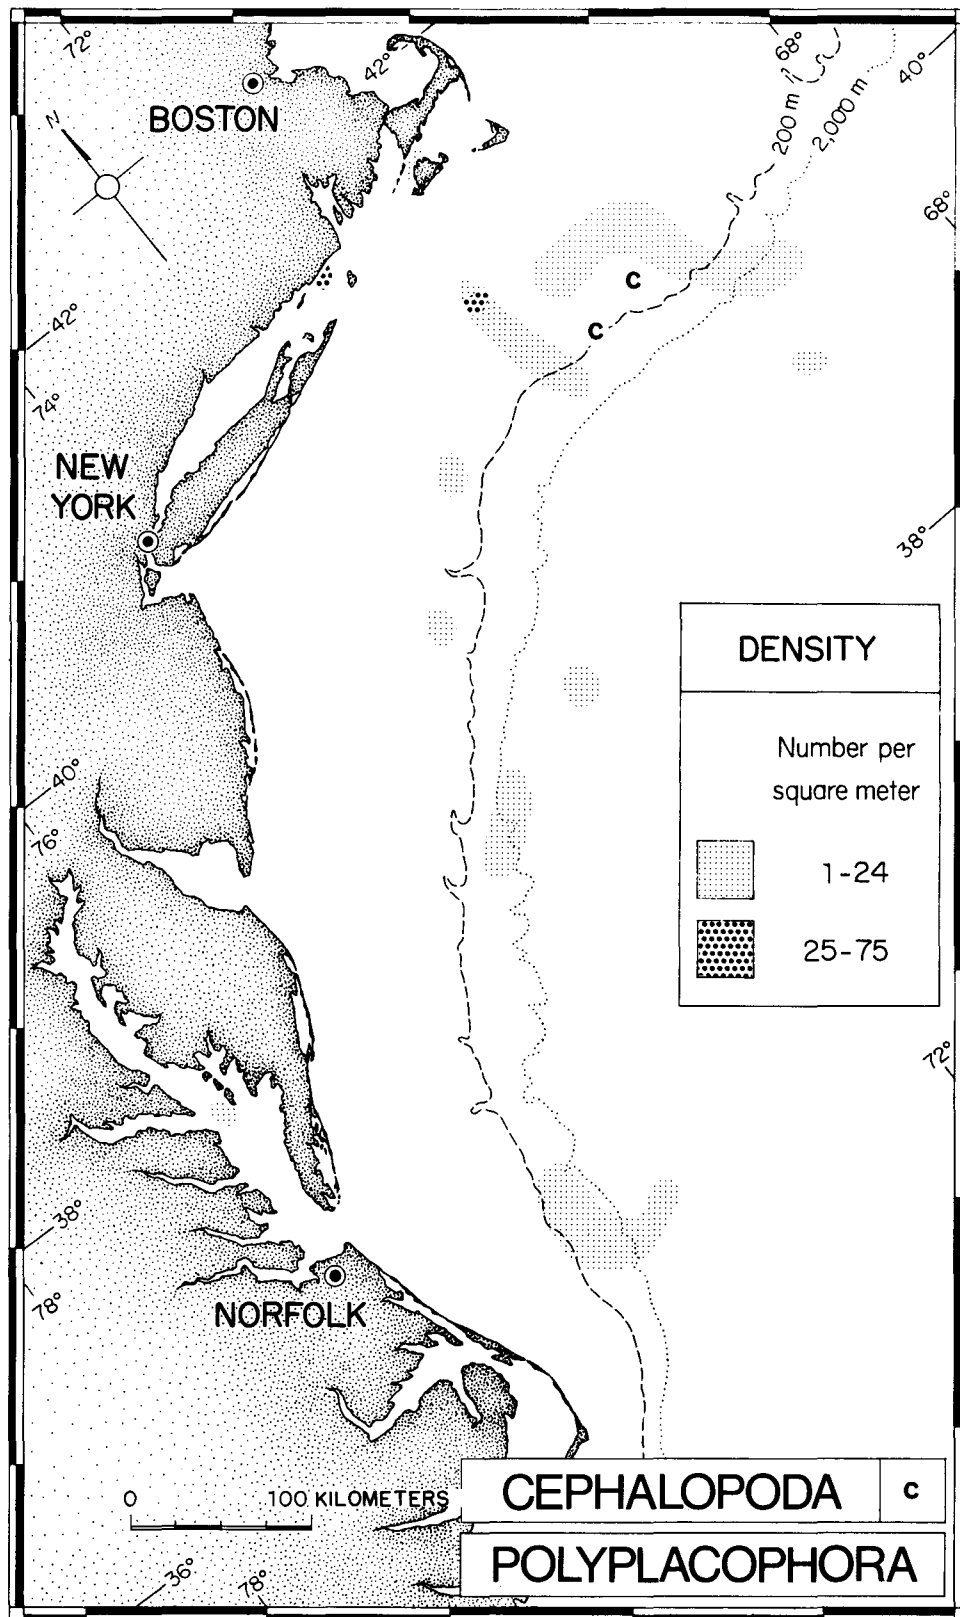 72°
42°
68°
40°
BOSTON
N
200 m
2,000 m
68°
C
42°
C
74°
NEW
YORK
38°
DENSITY
Number per
square meter
40°
76°
1-24
25-75
72°
38°
78°
NORFOLK
0 100 KILOMETERS
CEPHALOPODA C
POLYPLACOPHORA
36°
78°